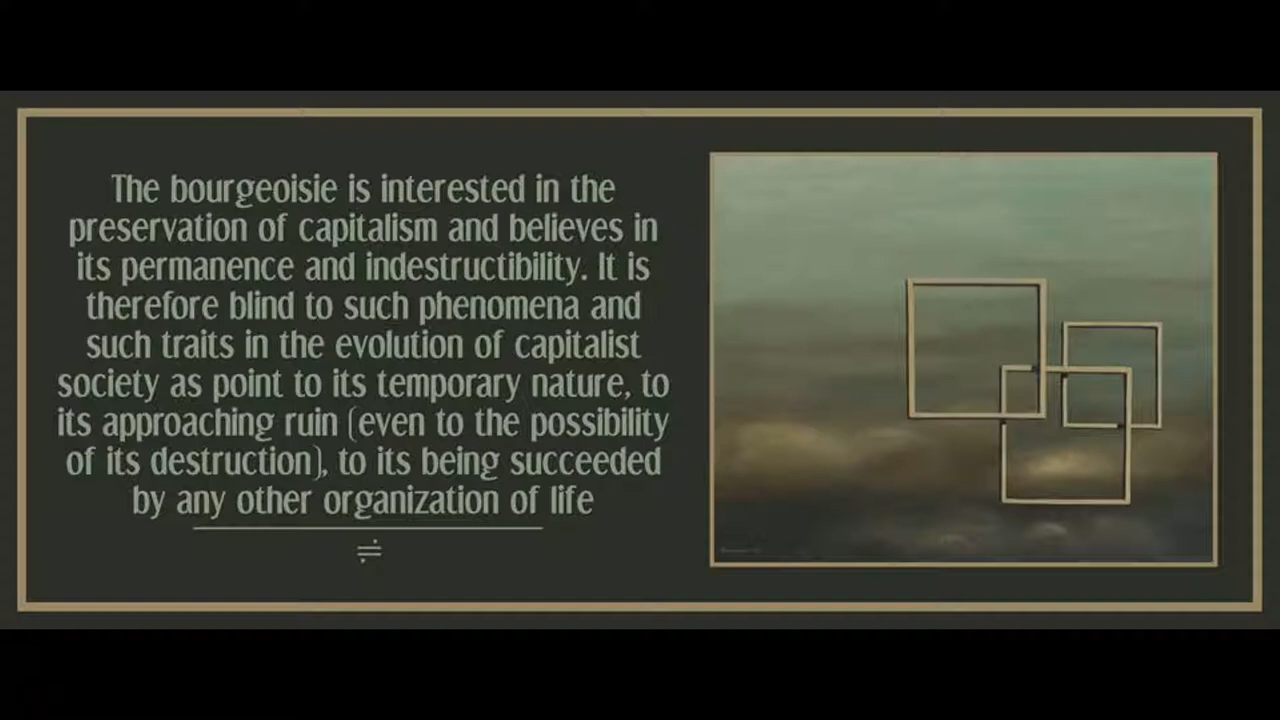 The bourgeoisie is interested in the
preservation of capitalism and believes in
its permanence and indestructibility. It is
therefore blind to such phenomena and
such traits in the evolution of capitalist
society as point to its temporary nature, to
its approaching ruin (even to the possibility
of its destruction), to its being succeeded
by any other organization of life
≓